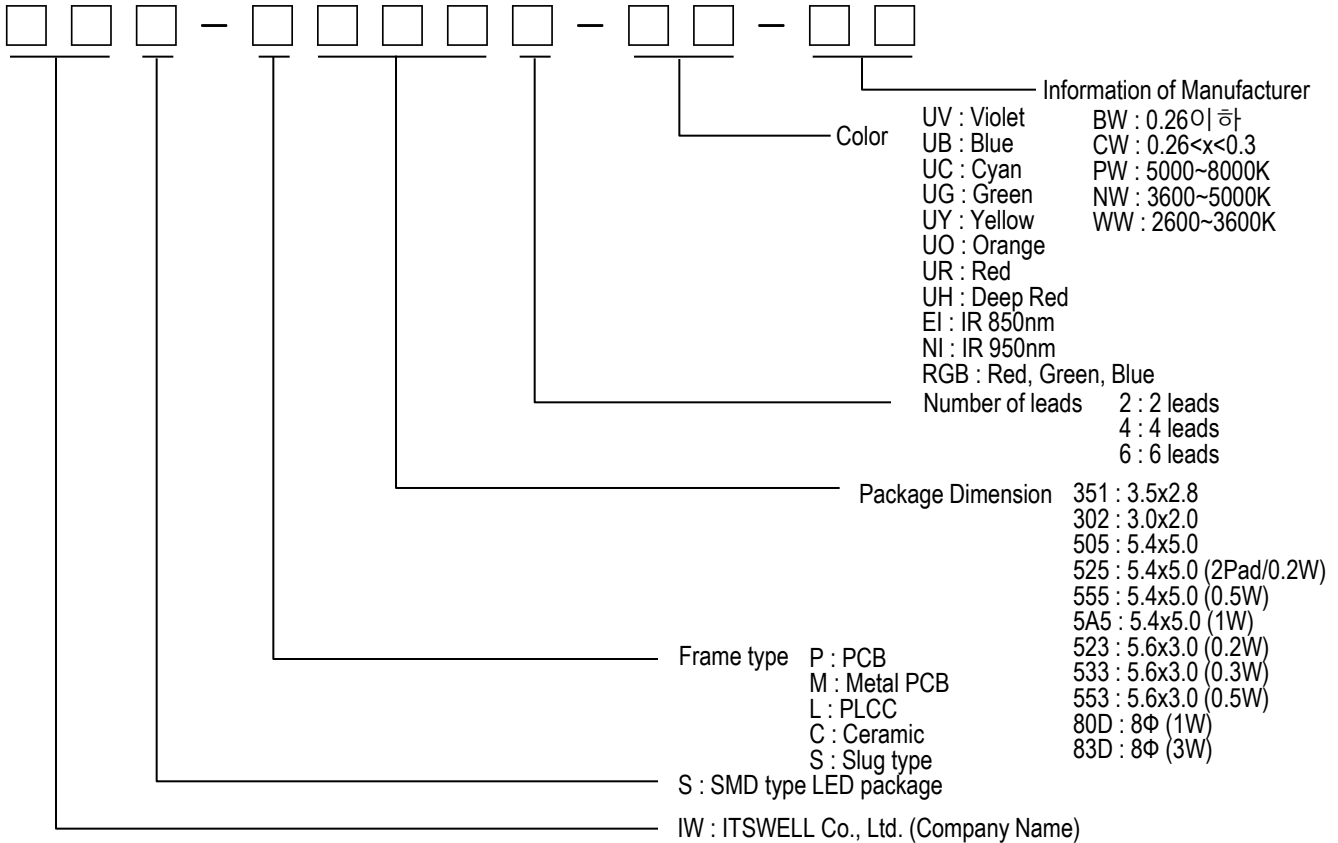 Information of Manufacturer
Color
UV : Violet
UB : Blue
UC : Cyan
UG : Green
UY : Yellow
UO : Orange
UR : Red
UH : Deep Red
EI : IR 850nm
NI : IR 950nm
RGB : Red, Green, Blue
BW : 0.26이하
CW : 0.26<x<0.3
PW : 5000~8000K
NW : 3600~5000K
WW : 2600~3600K
Number of leads
2 : 2 leads
4 : 4 leads
6 : 6 leads
Package Dimension
351 : 3.5x2.8
302 : 3.0x2.0
505 : 5.4x5.0
525 : 5.4x5.0 (2Pad/0.2W)
555 : 5.4x5.0 (0.5W)
5A5 : 5.4x5.0 (1W)
523 : 5.6x3.0 (0.2W)
533 : 5.6x3.0 (0.3W)
553 : 5.6x3.0 (0.5W)
80D : 8Φ (1W)
83D : 8Φ (3W)
Frame type
P : PCB
M : Metal PCB
L : PLCC
C : Ceramic
S : Slug type
S : SMD type LED package
IW : ITSWELL Co., Ltd. (Company Name)